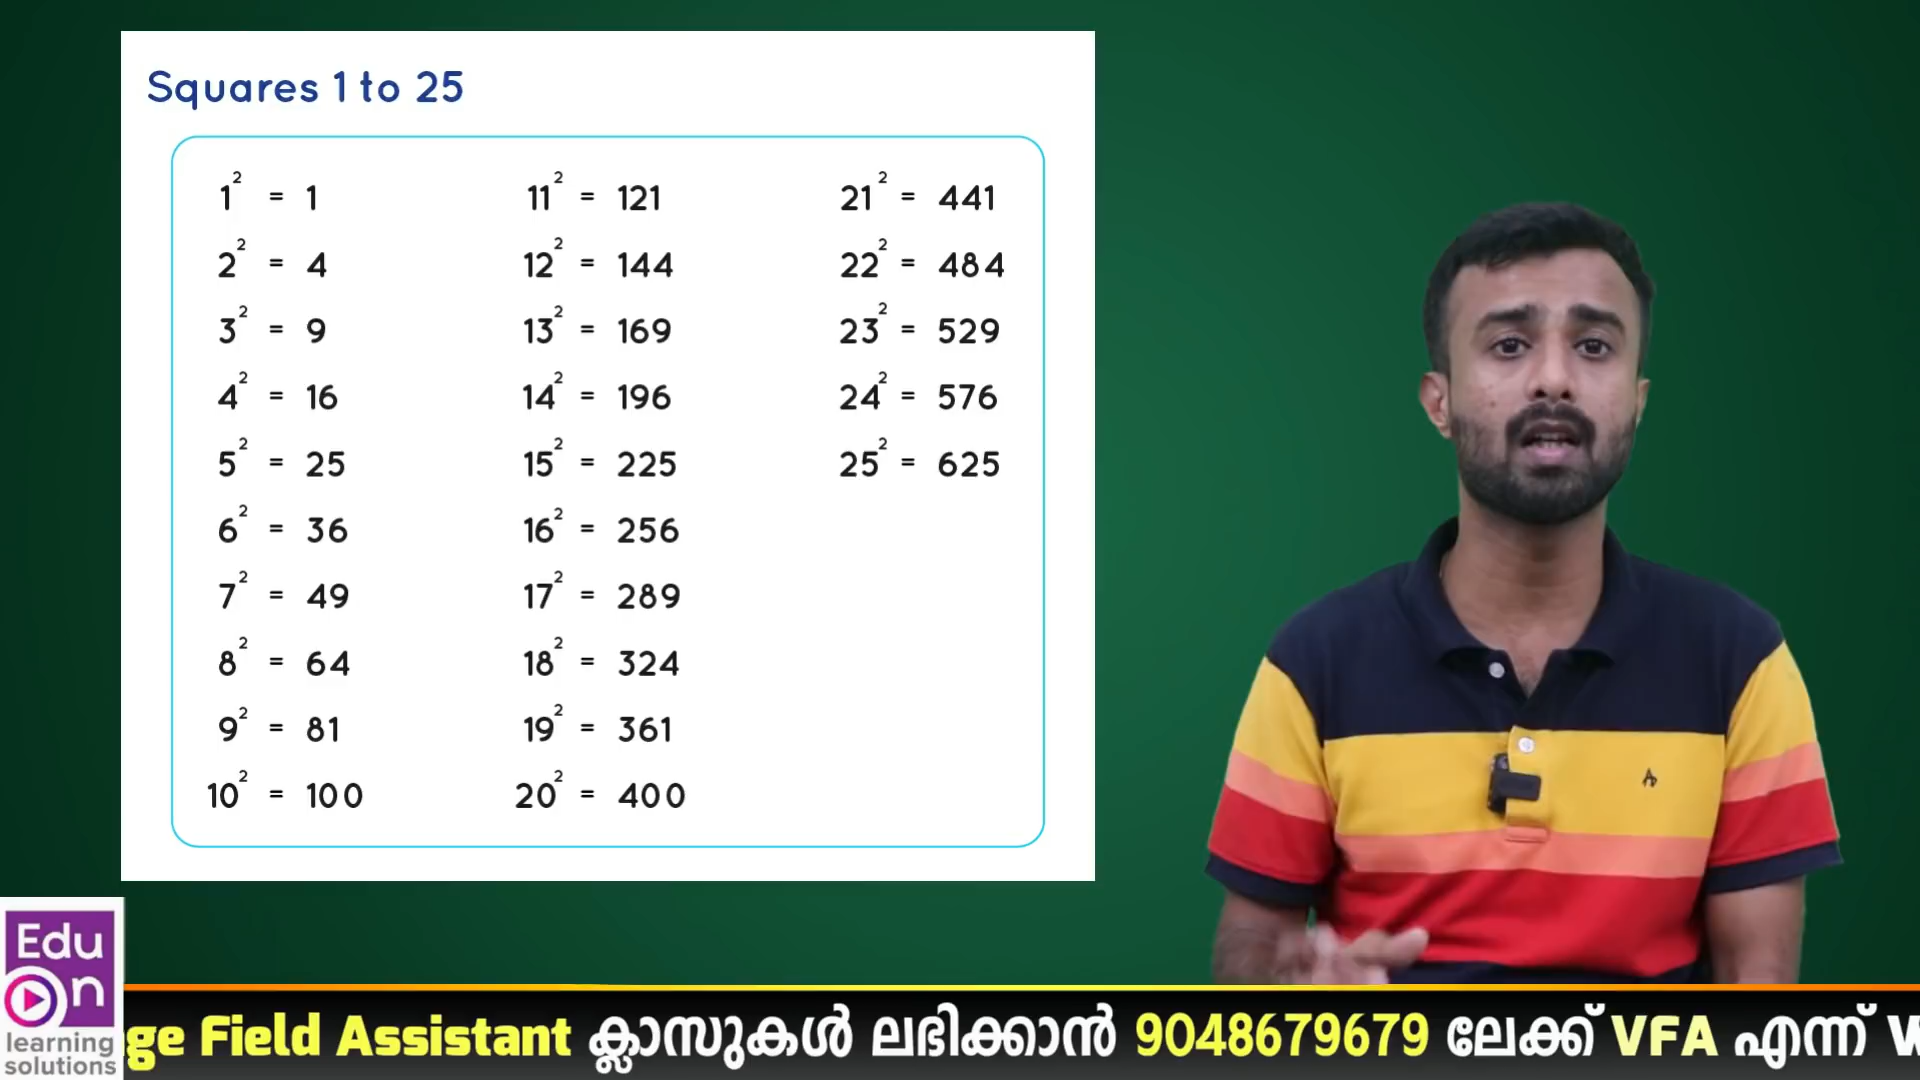 Squares 1 to 25
1² = 1
2² = 4
3² = 9
4² = 16
5² = 25
6² = 36
7² = 49
8² = 64
9² = 81
10² = 100
11² = 121
12² = 144
13² = 169
14² = 196
15² = 225
16² = 256
17² = 289
18² = 324
19² = 361
20² = 400
21² = 441
22² = 484
23² = 529
24² = 576
25² = 625
Edu
On
learning
solutions
Field Assistant ക്ലാസുകൾ ലഭിക്കാൻ 9048679679 ലേക്ക് VFA എന്ന്